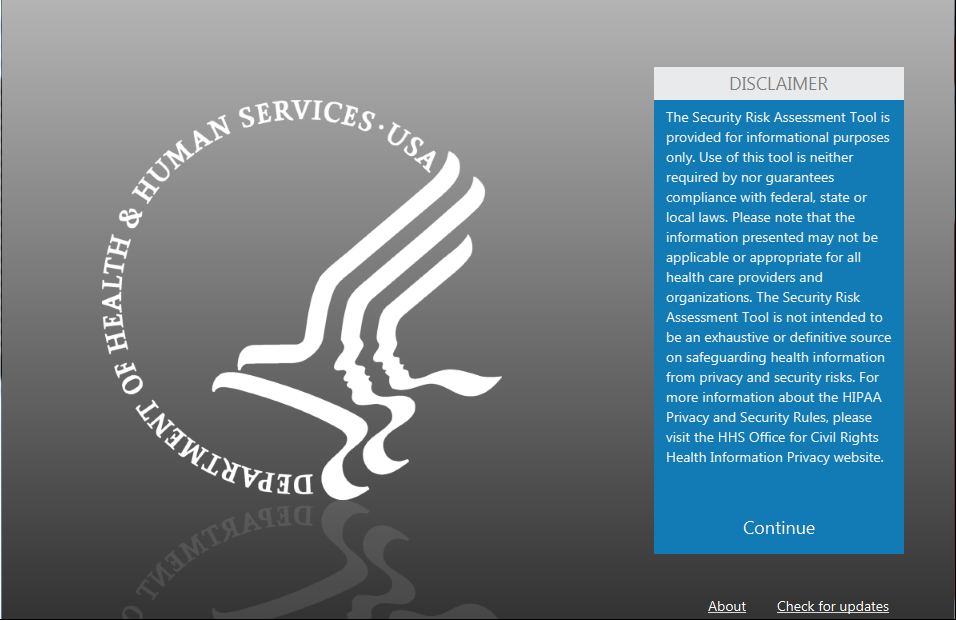 DEPARTMENT OF HEALTH & HUMAN SERVICES · USA
DISCLAIMER
The Security Risk Assessment Tool is
provided for informational purposes
only. Use of this tool is neither
required by nor guarantees
compliance with federal, state or
local laws. Please note that the
information presented may not be
applicable or appropriate for all
health care providers and
organizations. The Security Risk
Assessment Tool is not intended to
be an exhaustive or definitive source
on safeguarding health information
from privacy and security risks. For
more information about the HIPAA
Privacy and Security Rules, please
visit the HHS Office for Civil Rights
Health Information Privacy website.
Continue
About
Check for updates